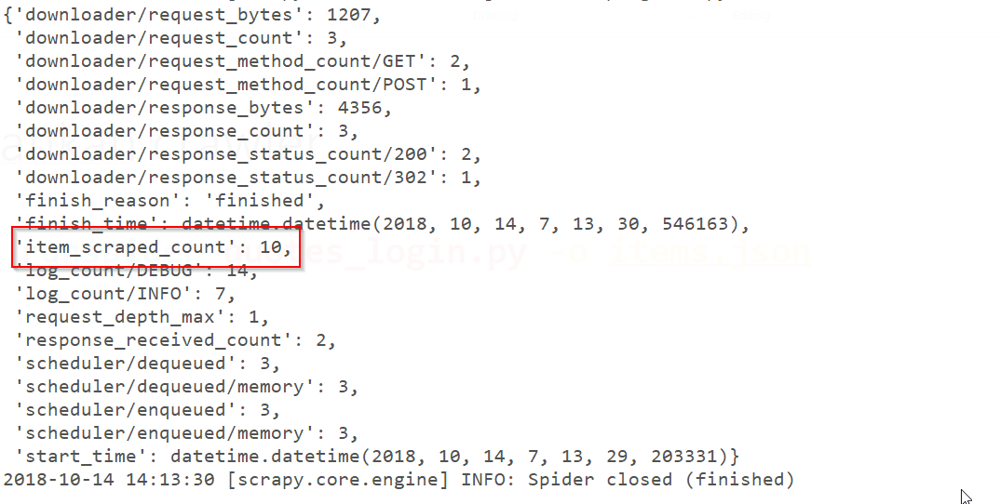 {'downloader/request_bytes': 1207,
'downloader/request_count': 3,
'downloader/request_method_count/GET': 2,
'downloader/request_method_count/POST': 1,
'downloader/response_bytes': 4356,
'downloader/response_count': 3,
'downloader/response_status_count/200': 2,
'downloader/response_status_count/302': 1,
'finish_reason': 'finished',
'finish_time': datetime.datetime(2018, 10, 14, 7, 13, 30, 546163),
'item_scraped_count': 10,
_login.py -o items.json
'log_count/DEBUG': 14,
'log_count/INFO': 7,
'request_depth_max': 1,
'response_received_count': 2,
'scheduler/dequeued': 3,
'scheduler/dequeued/memory': 3,
'scheduler/enqueued': 3,
'scheduler/enqueued/memory': 3,
'start_time': datetime.datetime(2018, 10, 14, 7, 13, 29, 203331)}
2018-10-14 14:13:30 [scrapy.core.engine] INFO: Spider closed (finished)